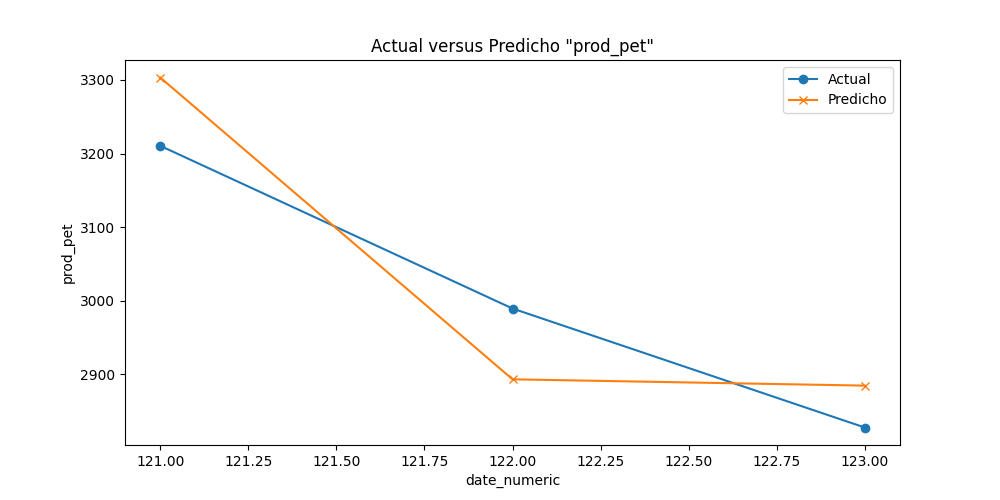 Actual versus Predicho "prod_pet"
Actual
Predicho
3300
3200
3100
3000
2900
prod_pet
121.00 121.25 121.50 121.75 122.00 122.25 122.50 122.75 123.00
date_numeric